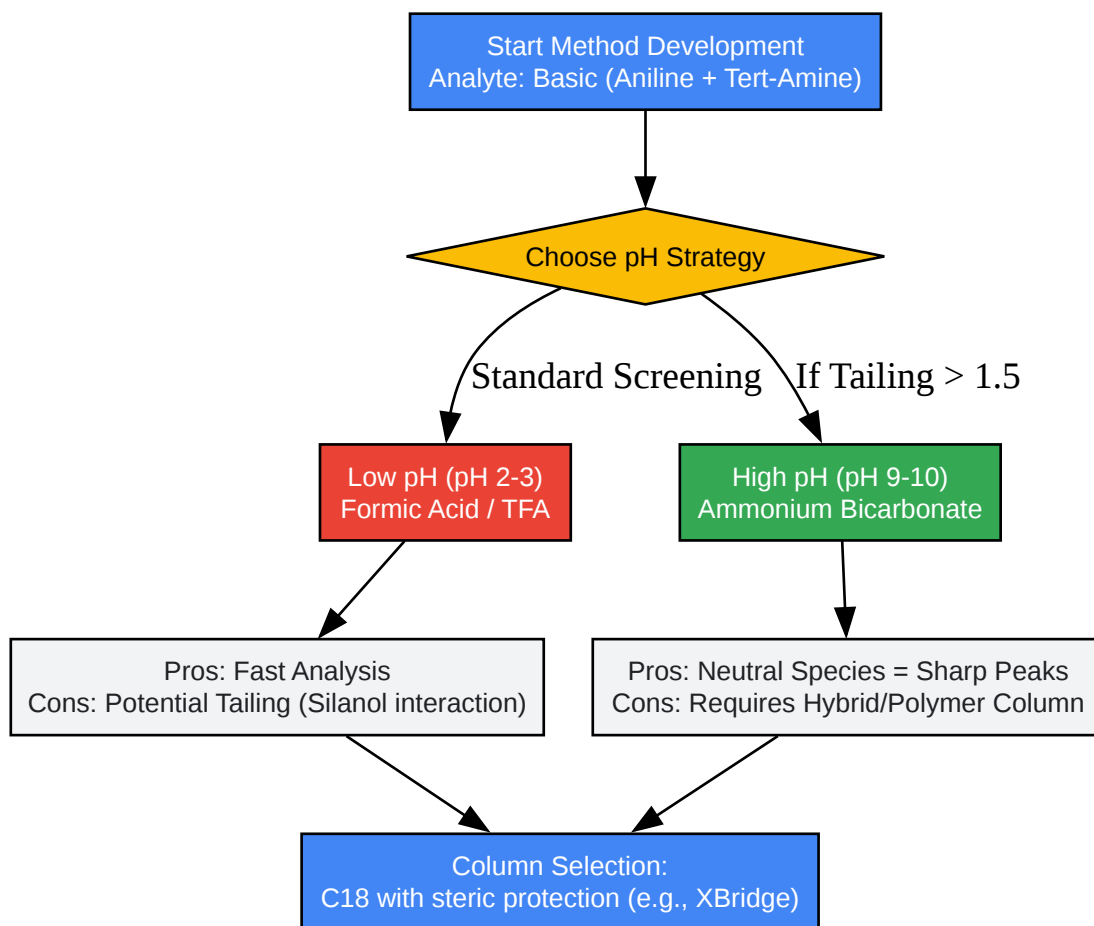 Start Method Development
Analyte: Basic (Aniline + Tert-Amine)
Choose pH Strategy
Standard Screening
If Tailing > 1.5
Low pH (pH 2-3)
Formic Acid / TFA
High pH (pH 9-10)
Ammonium Bicarbonate
Pros: Fast Analysis
Cons: Potential Tailing (Silanol interaction)
Pros: Neutral Species = Sharp Peaks
Cons: Requires Hybrid/Polymer Column
Column Selection:
C18 with steric protection (e.g., XBridge)